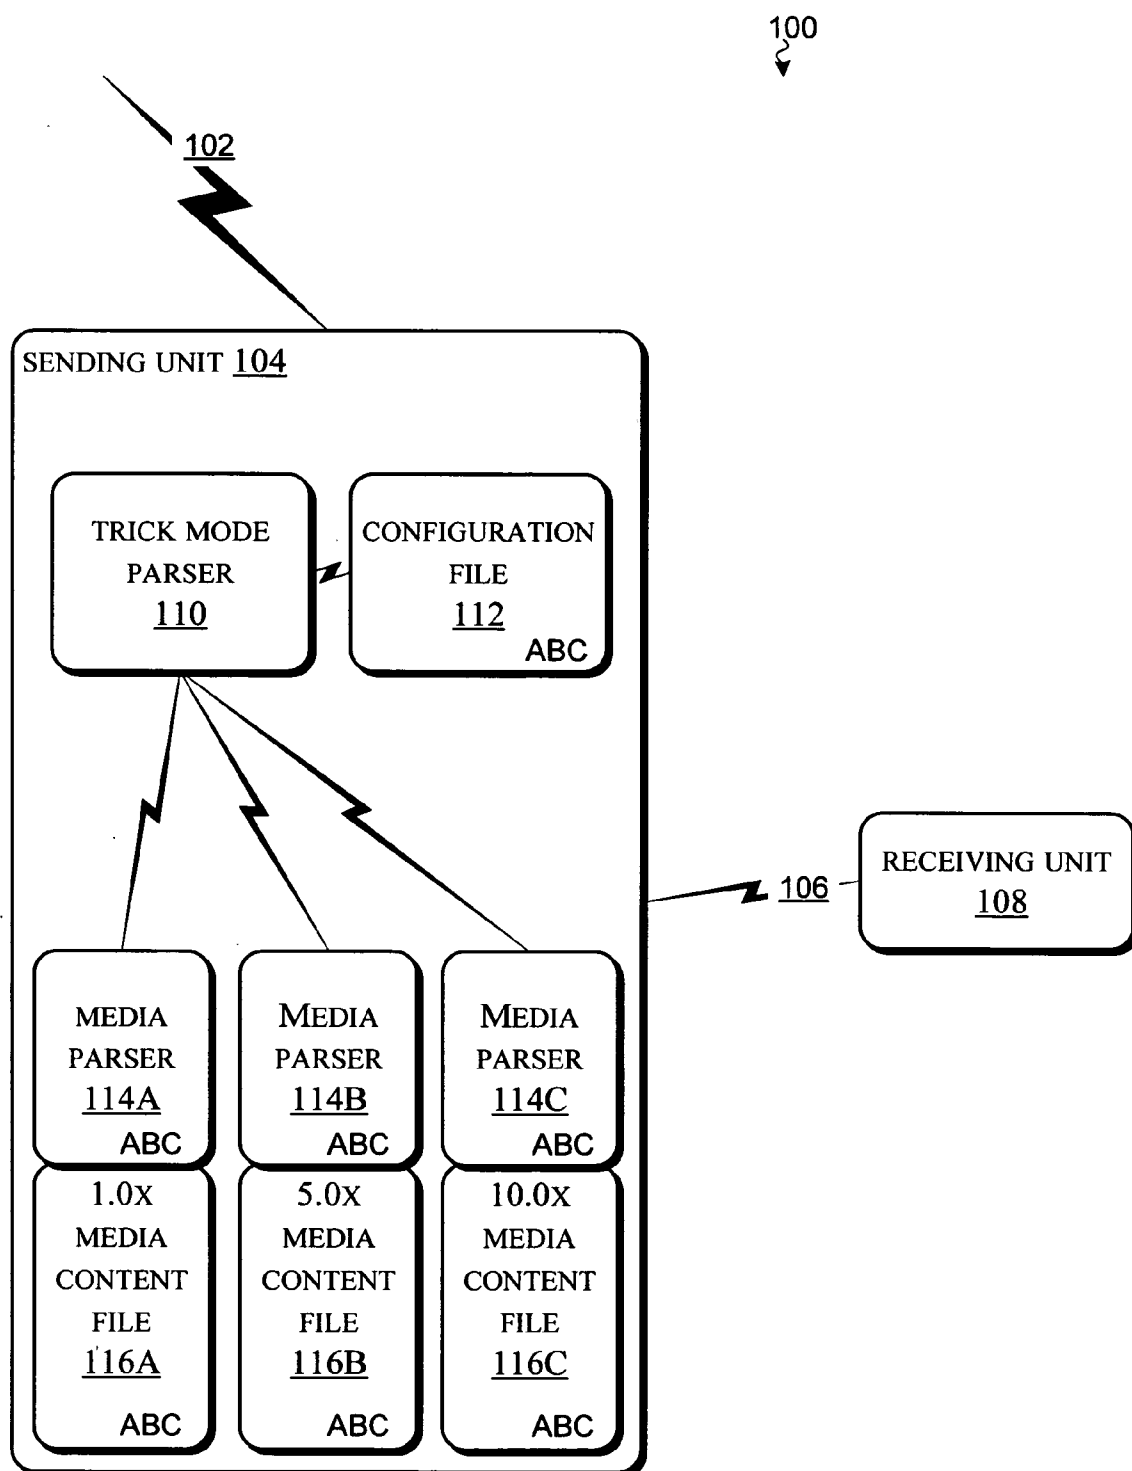 100
102
SENDING UNIT 104
TRICK MODE
PARSER
110
CONFIGURATION
FILE
112
ABC
106
RECEIVING UNIT
108
MEDIA
PARSER
114A
ABC
MEDIA
PARSER
114B
ABC
MEDIA
PARSER
114C
ABC
1.0X
MEDIA
CONTENT
FILE
116A
ABC
5.0X
MEDIA
CONTENT
FILE
116B
ABC
10.0X
MEDIA
CONTENT
FILE
116C
ABC